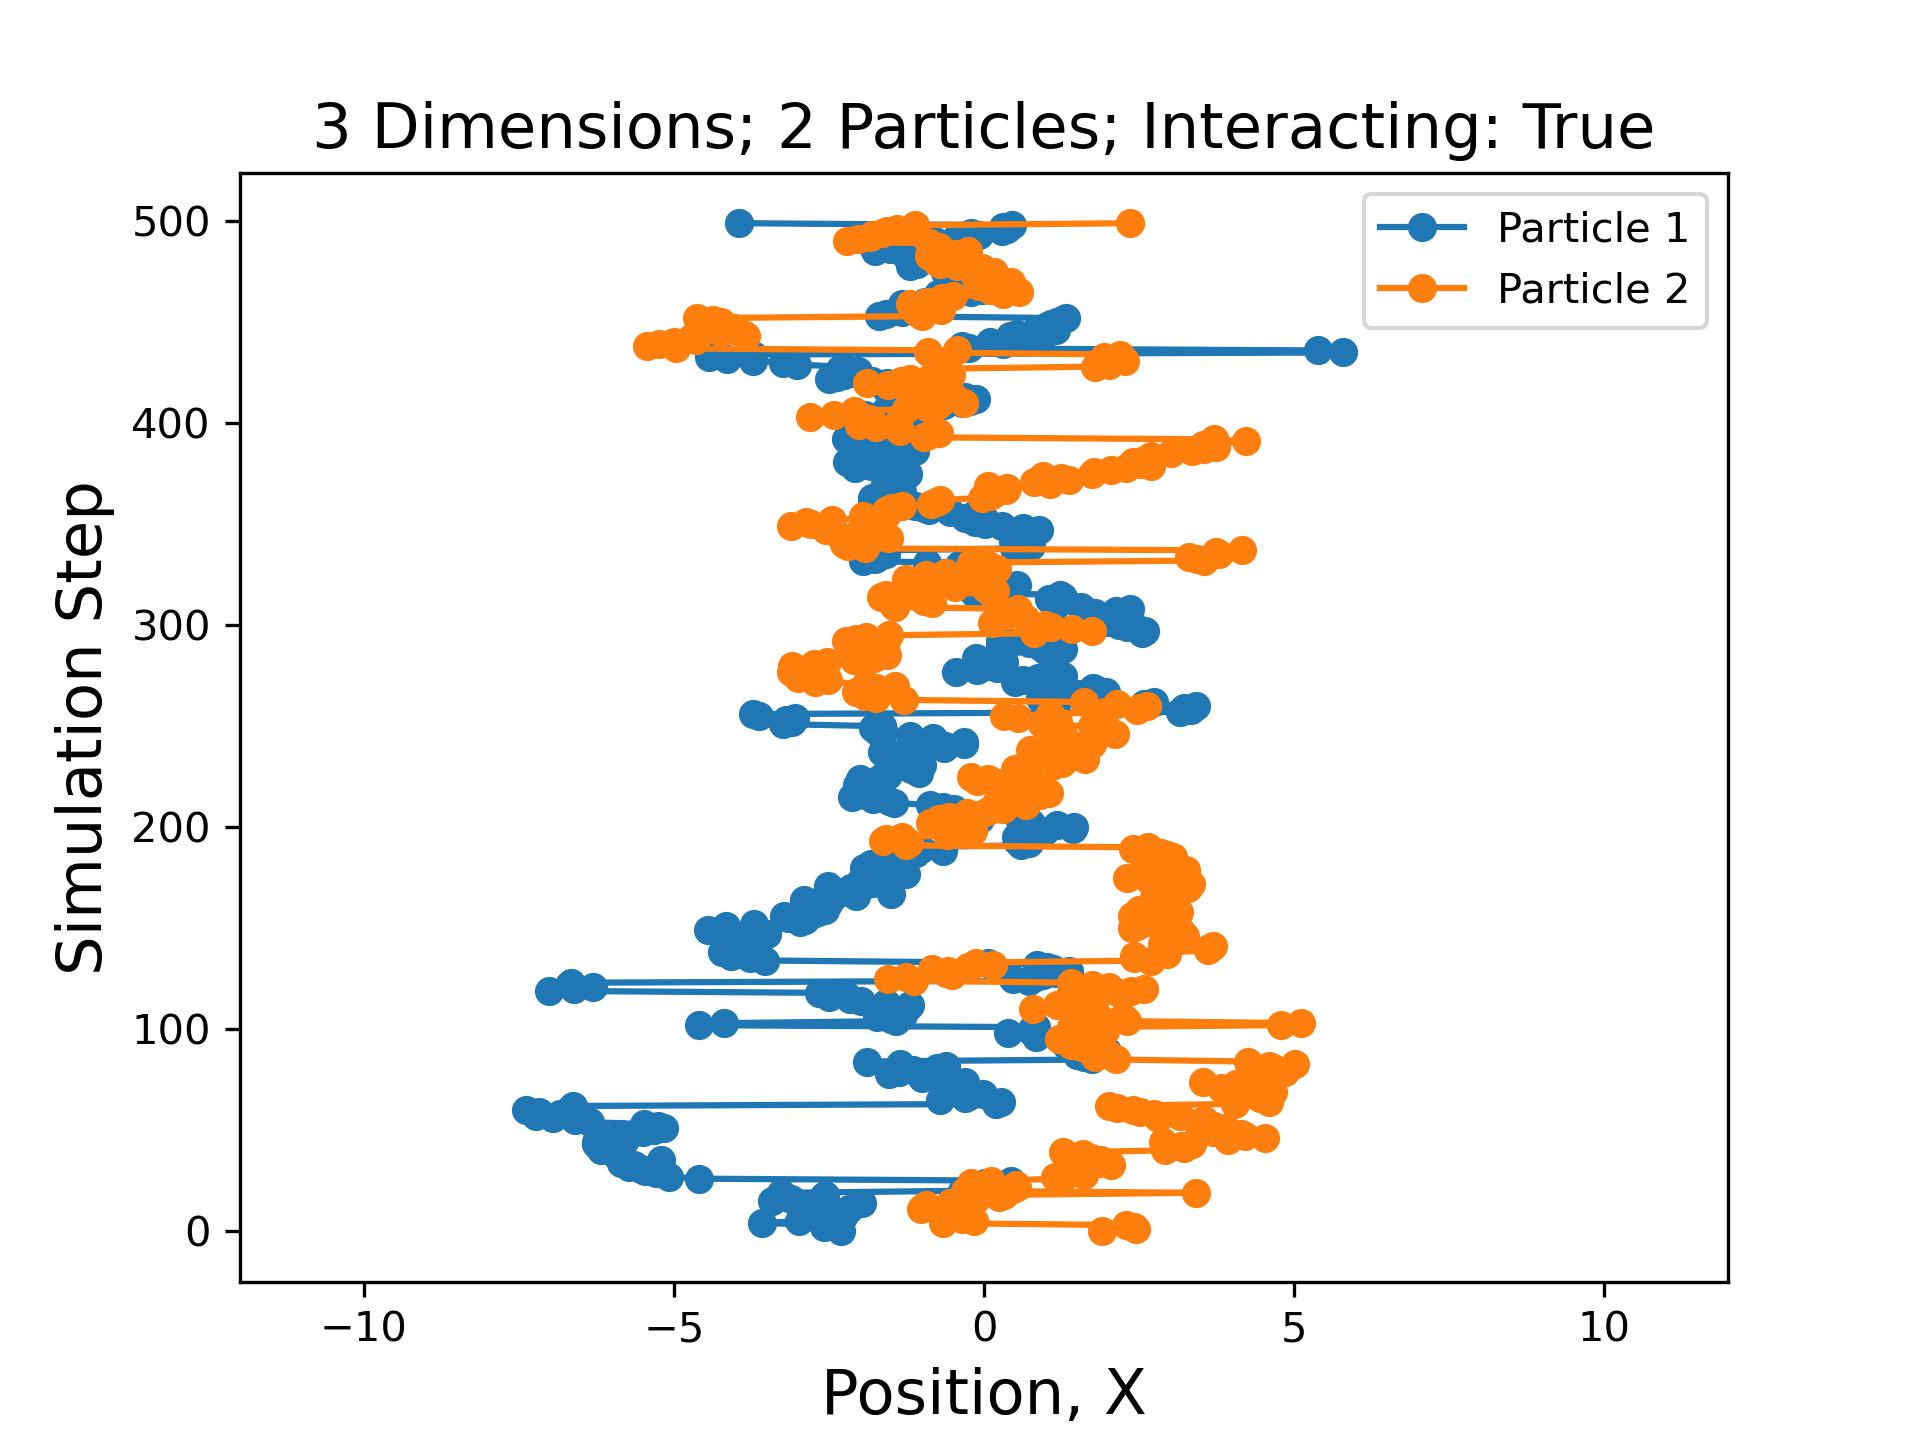 3 Dimensions; 2 Particles; Interacting: True
Particle 1
Particle 2
Simulation Step
500
400
300
200
100
0
−10
−5
0
5
10
Position, X